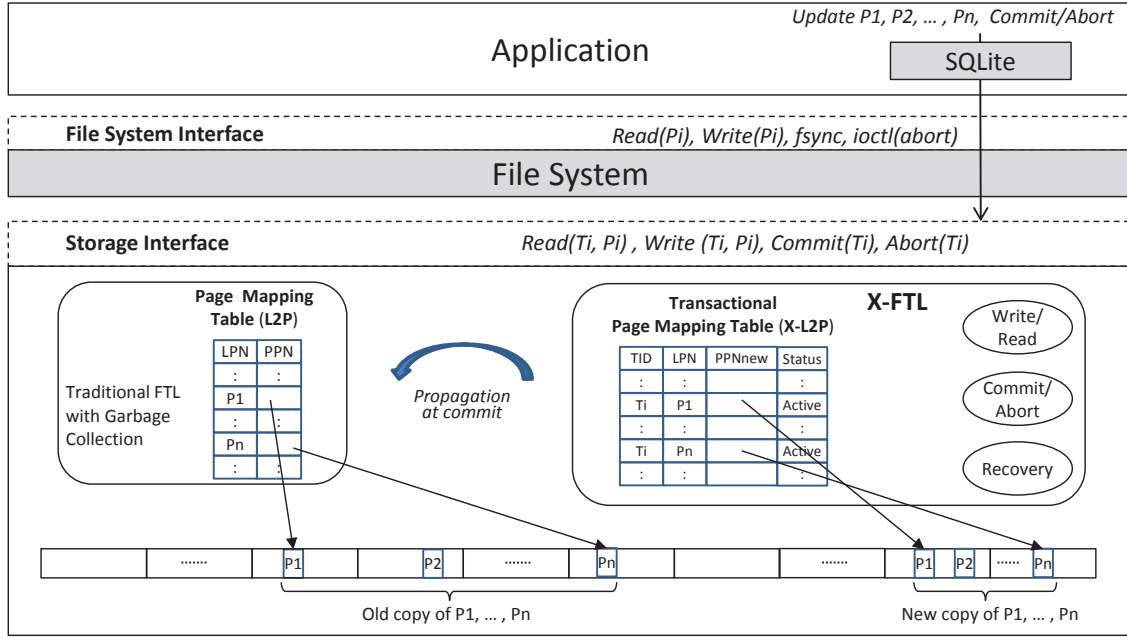 Update P1, P2, … , Pn, Commit/Abort
Application
SQLite
File System Interface
Read(Pi), Write(Pi), fsync, ioctl(abort)
File System
Storage Interface
Read(Ti, Pi) , Write (Ti, Pi), Commit(Ti), Abort(Ti)
Page Mapping
Table (L2P)
LPN PPN
: :
P1
: :
Pn
: :
Traditional FTL
with Garbage
Collection
Propagation
at commit
Transactional
Page Mapping Table (X-L2P)
X-FTL
TID LPN PPNnew Status
: : :
Ti P1 Active
: : :
Ti Pn Active
: : :
Write/
Read
Commit/
Abort
Recovery
....... P1 P2 ....... Pn ....... P1 P2 ...... Pn
Old copy of P1, … , Pn
New copy of P1, … , Pn